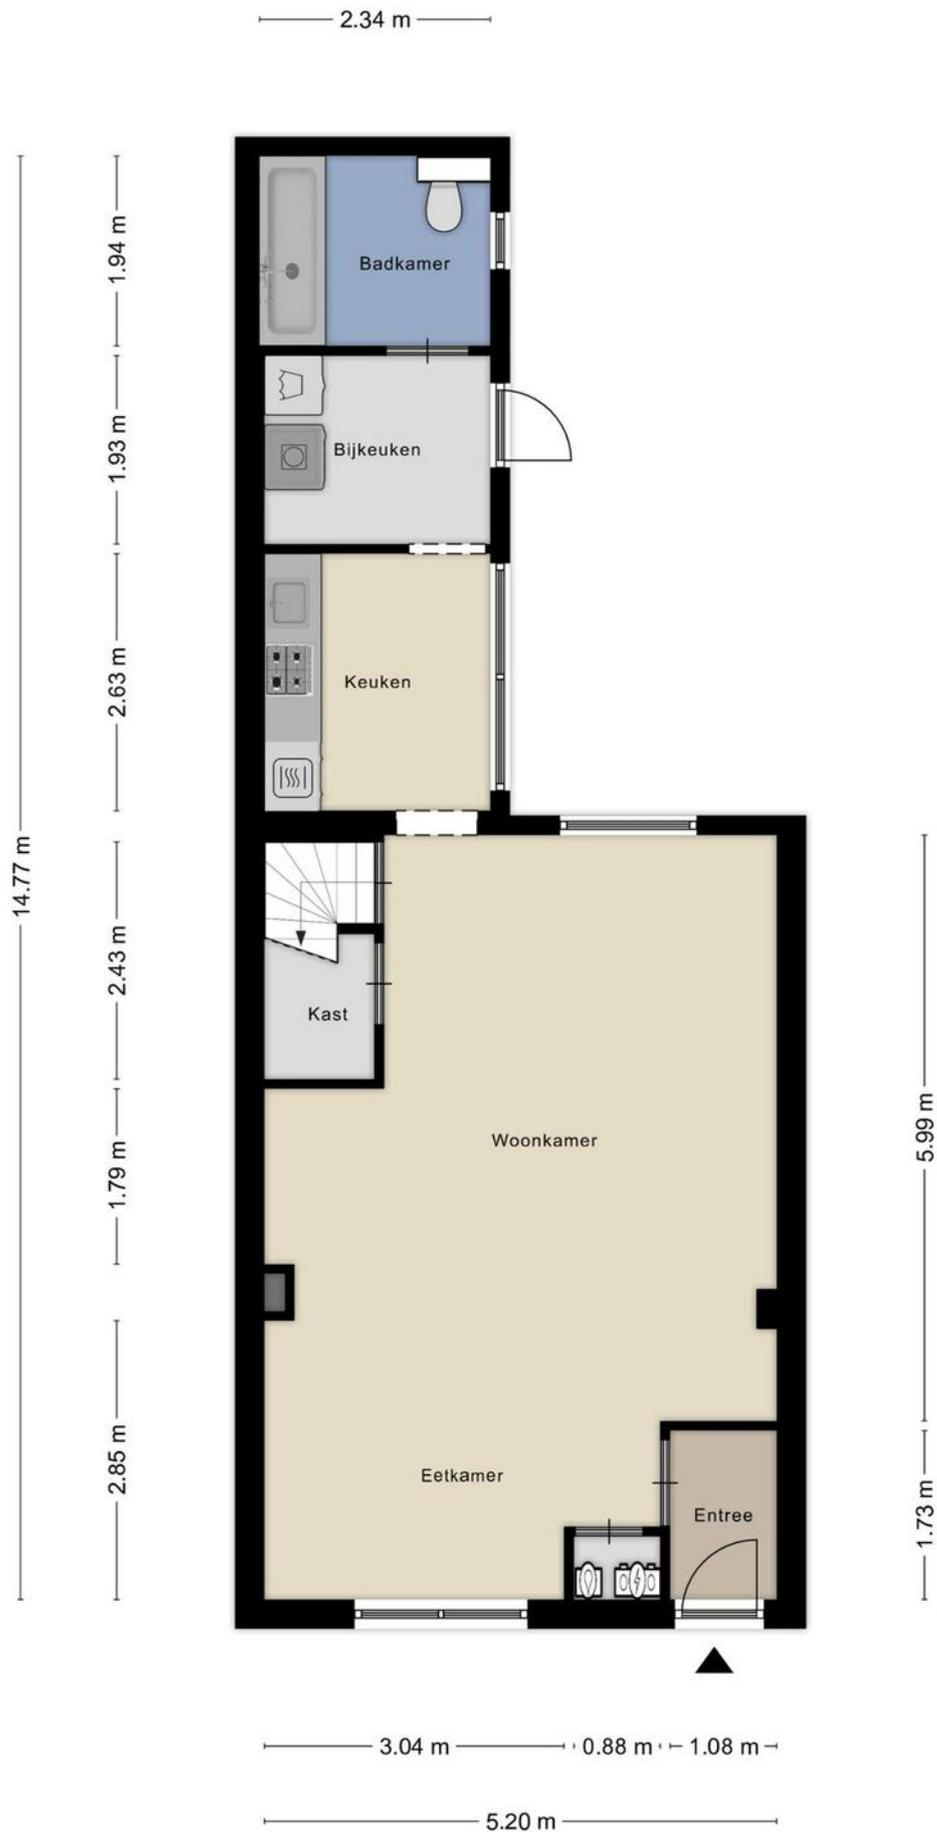 2.34 m
1.94 m
Badkamer
1.93 m
Bijkeuken
2.63 m
Keuken
14.77 m
2.43 m
Kast
5.99 m
Woonkamer
1.79 m
2.85 m
Eetkamer
Entree
1.73 m
3.04 m
0.88 m
1.08 m
5.20 m